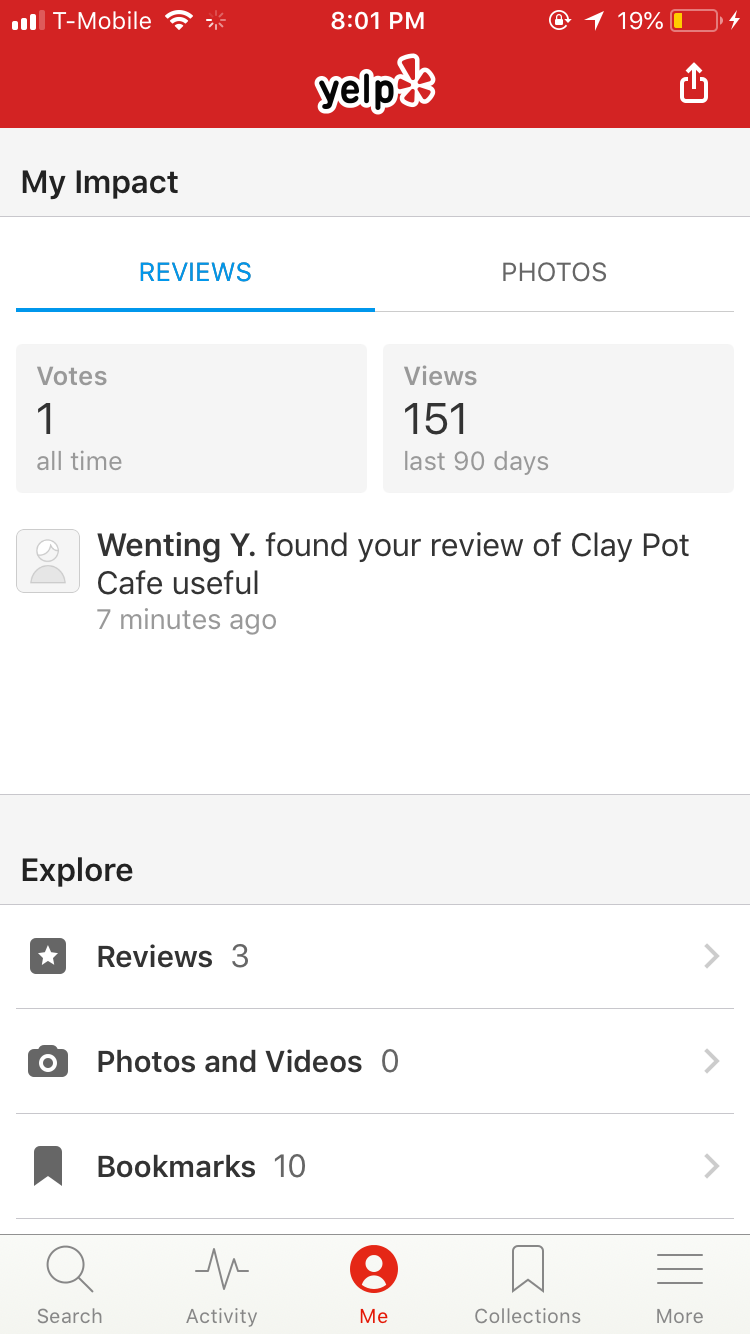 T-Mobile 8:01 PM 19%
yelp
My Impact
REVIEWS PHOTOS
Votes
1
all time
Views
151
last 90 days
Wenting Y. found your review of Clay Pot
Cafe useful
7 minutes ago
Explore
Reviews 3
Photos and Videos 0
Bookmarks 10
Search Activity Me Collections More